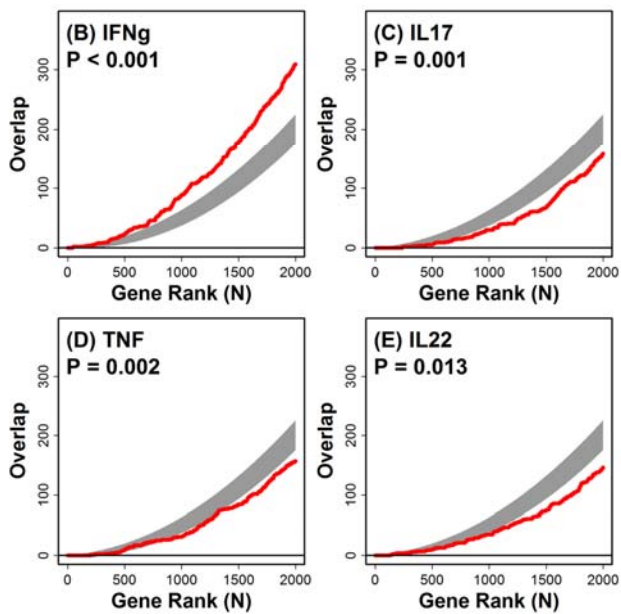 (B) IFNg
P < 0.001
Overlap
0
100
200
300
0 500 1000 1500 2000
Gene Rank (N)
(C) IL17
P = 0.001
Overlap
0
100
200
300
0 500 1000 1500 2000
Gene Rank (N)
(D) TNF
P = 0.002
Overlap
0
100
200
300
0 500 1000 1500 2000
Gene Rank (N)
(E) IL22
P = 0.013
Overlap
0
100
200
300
0 500 1000 1500 2000
Gene Rank (N)